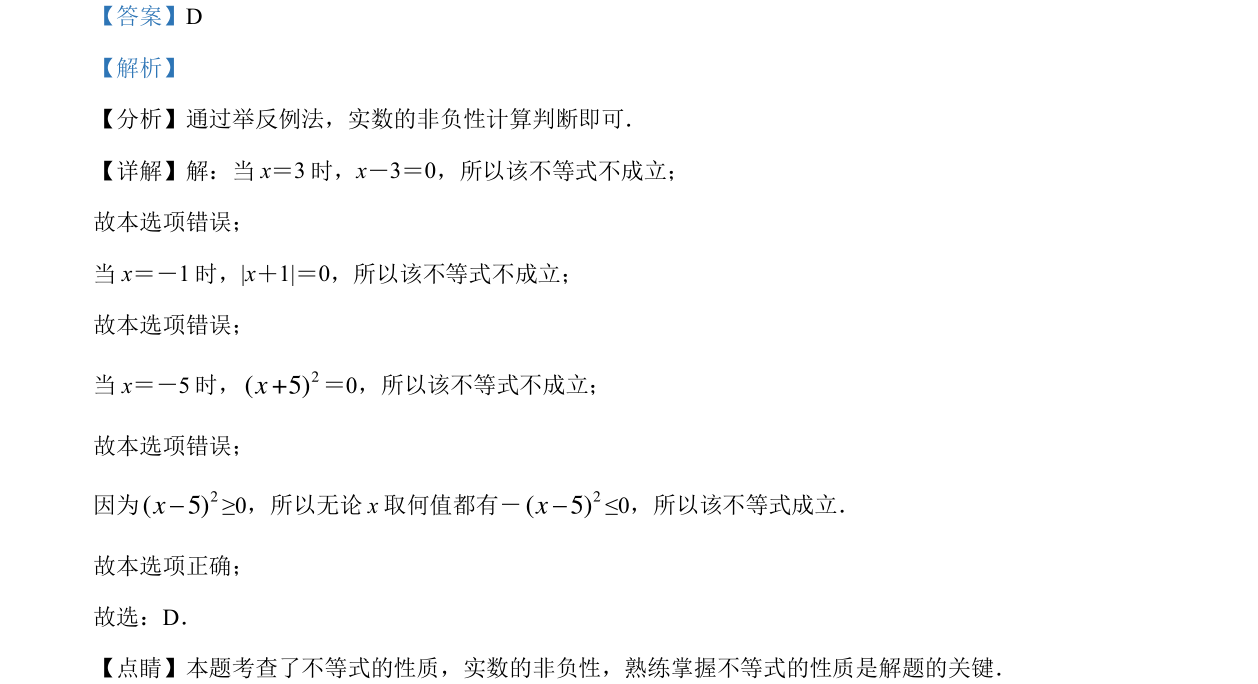 【答案】D
【解析】
【分析】通过举反例法，实数的非负性计算判断即可．
【详解】解：当 x＝3 时，x－3＝0，所以该不等式不成立；
故本选项错误；
当 x＝－1 时，|x＋1|＝0，所以该不等式不成立；
故本选项错误；
当 x＝－5 时，(x+5)²＝0，所以该不等式不成立；
故本选项错误；
因为(x−5)²≥0，所以无论 x 取何值都有－(x−5)²≤0，所以该不等式成立．
故本选项正确；
故选：D．
【点睛】本题考查了不等式的性质，实数的非负性，熟练掌握不等式的性质是解题的关键．